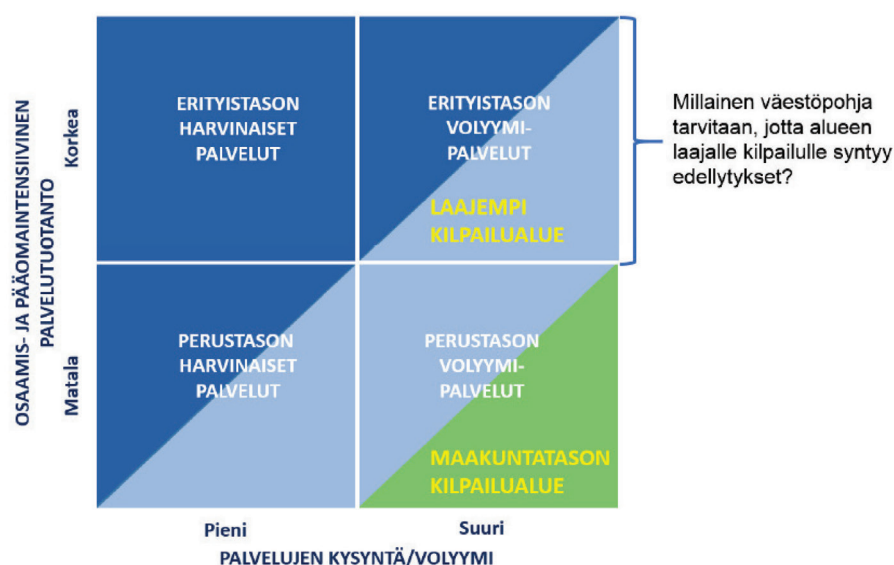 OSAAMIS- JA PÄÄOMAINTENSIIVINEN
PALVELUTUOTANTO
Korkea
Matala
ERITYISTASON
HARVINAISET
PALVELUT
ERITYISTASON
VOLYYMI-
PALVELUT
LAAJEMPI
KILPAILUALUE
Millainen väestöpohja
tarvitaan, jotta alueen
laajalle kilpailulle syntyy
edellytykset?
PERUSTASON
HARVINAISET
PALVELUT
PERUSTASON
VOLYYMI-
PALVELUT
MAAKUNTATASON
KILPAILUALUE
Pieni
Suuri
PALVELUJEN KYSYNTÄ/VOLYYMI